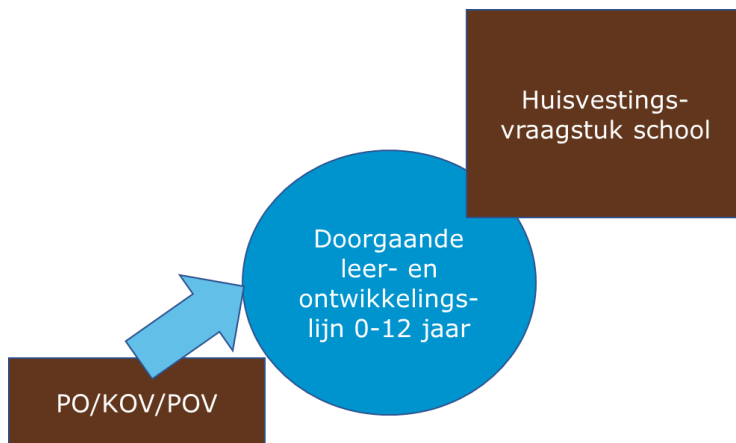 Huisvestings-
vraagstuk school
Doorgaande
leer- en
ontwikkelings-
lijn 0-12 jaar
PO/KOV/POV